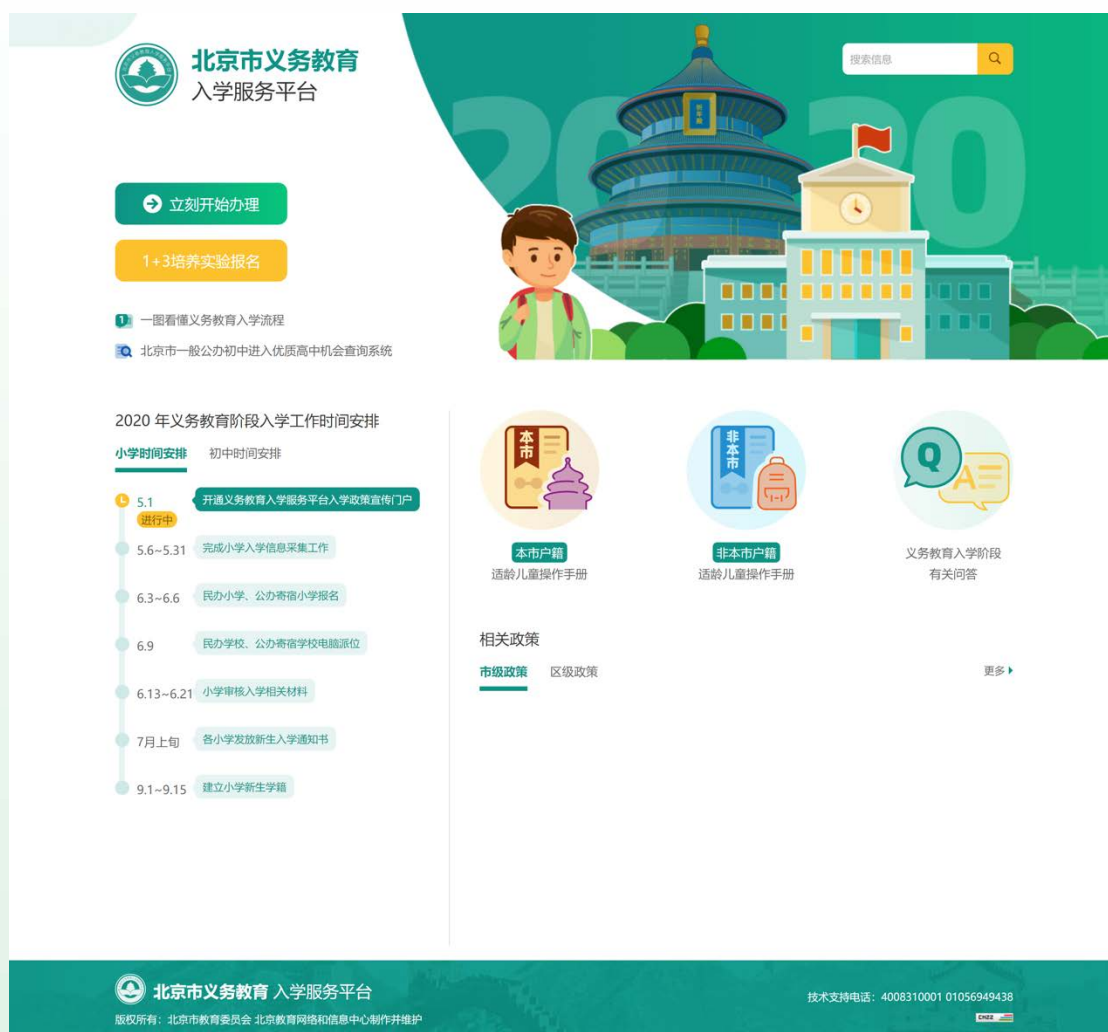 北京市义务教育
入学服务平台
搜索信息
2020
祈年殿
立刻开始办理
1+3培养实验报名
一图看懂义务教育入学流程
北京市一般公办初中进入优质高中机会查询系统
2020 年义务教育阶段入学工作时间安排
小学时间安排 初中时间安排
5.1 开通义务教育入学服务平台入学政策宣传门户
进行中
5.6~5.31 完成小学入学信息采集工作
6.3~6.6 民办小学、公办寄宿小学报名
6.9 民办学校、公办寄宿学校电脑派位
6.13~6.21 小学审核入学相关材料
7月上旬 各小学发放新生入学通知书
9.1~9.15 建立小学新生学籍
本市
非本市
Q
A
本市户籍
适龄儿童操作手册
非本市户籍
适龄儿童操作手册
义务教育入学阶段
有关问答
相关政策
市级政策 区级政策 更多
北京市义务教育 入学服务平台
版权所有：北京市教育委员会 北京教育网络和信息中心制作并维护
技术支持电话：4008310001 01056949438
CNZZ